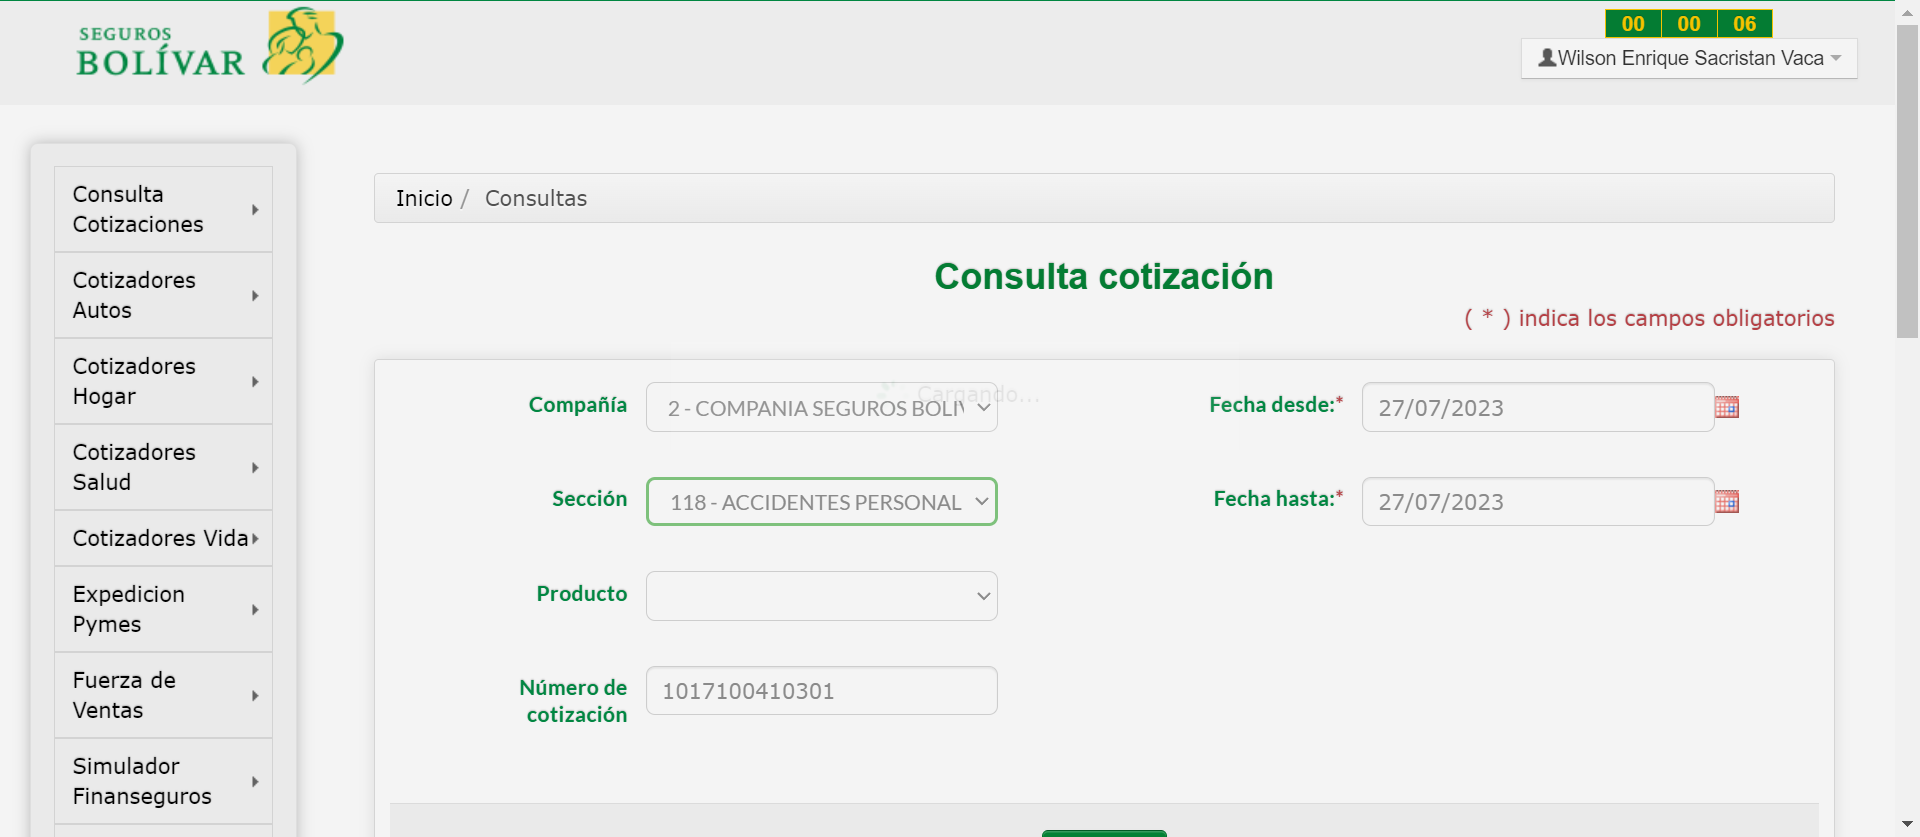 SEGUROS
BOLÍVAR
00 00 06
Wilson Enrique Sacristan Vaca
Consulta
Cotizaciones
Cotizadores
Autos
Cotizadores
Hogar
Cotizadores
Salud
Cotizadores Vida
Expedicion
Pymes
Fuerza de
Ventas
Simulador
Finanseguros
Inicio / Consultas
Consulta cotización
( * ) indica los campos obligatorios
Cargando...
Compañía 2 - COMPANIA SEGUROS BOLIV
Fecha desde:* 27/07/2023
Sección 118 - ACCIDENTES PERSONAL
Fecha hasta:* 27/07/2023
Producto
Número de
cotización
1017100410301